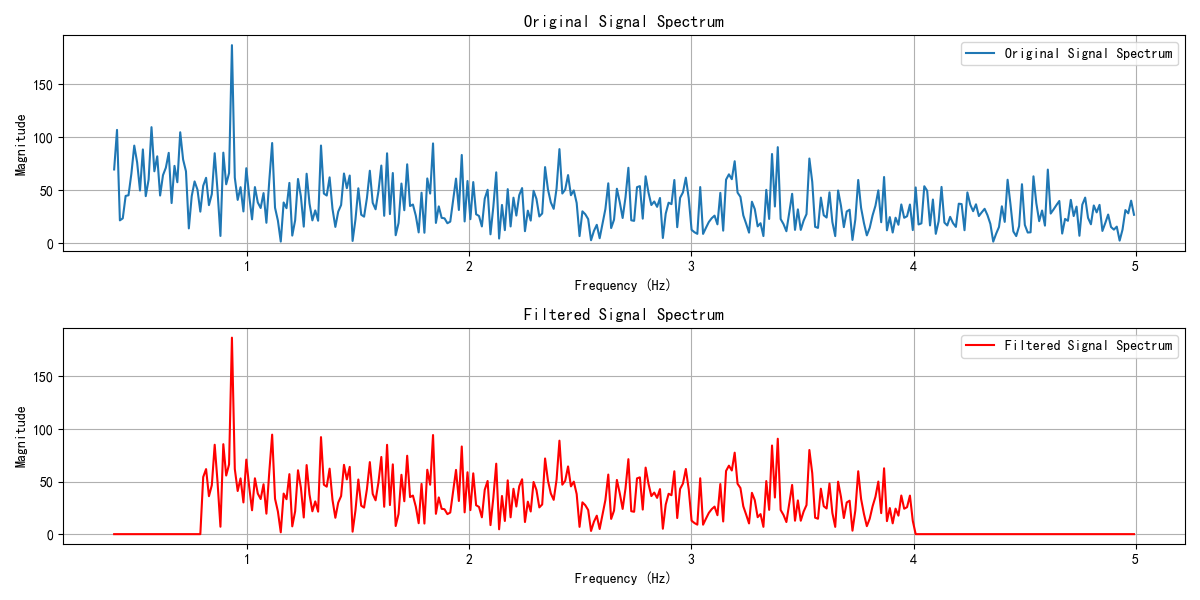 Original Signal Spectrum
Original Signal Spectrum
Magnitude
150
100
50
0
1 2 3 4 5
Frequency (Hz)
Filtered Signal Spectrum
Filtered Signal Spectrum
Magnitude
150
100
50
0
1 2 3 4 5
Frequency (Hz)